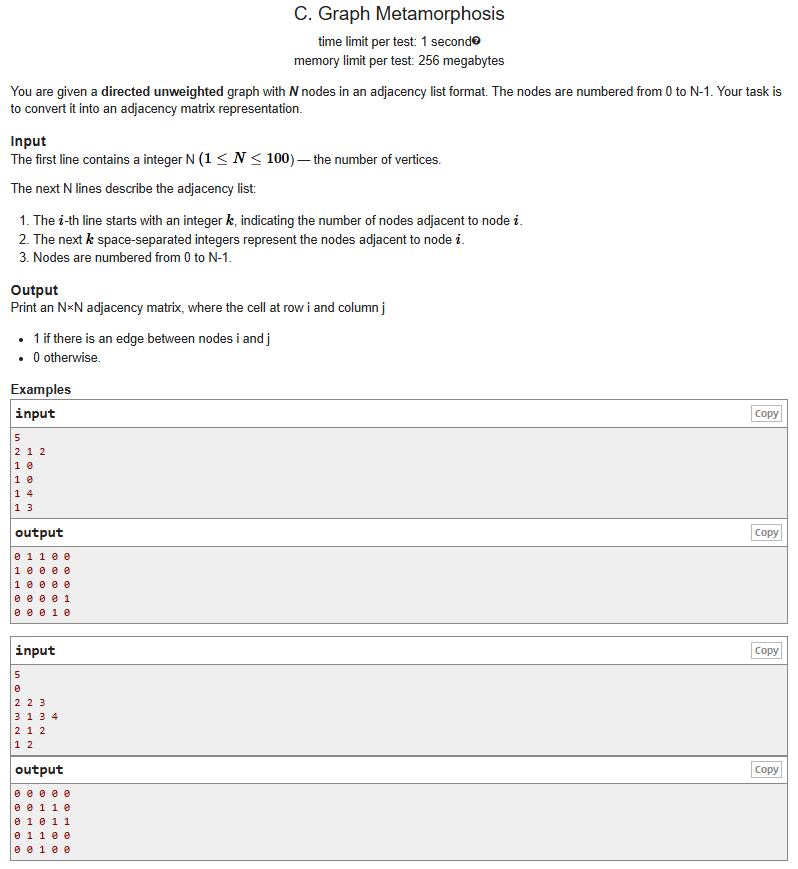 C. Graph Metamorphosis
time limit per test: 1 second?
memory limit per test: 256 megabytes
You are given a directed unweighted graph with N nodes in an adjacency list format. The nodes are numbered from 0 to N-1. Your task is
to convert it into an adjacency matrix representation.
Input
The first line contains a integer N (1 ≤ N ≤ 100) — the number of vertices.
The next N lines describe the adjacency list:
1. The i-th line starts with an integer k, indicating the number of nodes adjacent to node i.
2. The next k space-separated integers represent the nodes adjacent to node i.
3. Nodes are numbered from 0 to N-1.
Output
Print an N×N adjacency matrix, where the cell at row i and column j
• 1 if there is an edge between nodes i and j
• 0 otherwise.
Examples
input Copy
5
2 1 2
1 0
1 0
1 4
1 3
output Copy
0 1 1 0 0
1 0 0 0 0
1 0 0 0 0
0 0 0 0 1
0 0 0 1 0
input Copy
5
0
2 2 3
3 1 3 4
2 1 2
1 2
output Copy
0 0 0 0 0
0 0 1 1 0
0 1 0 1 1
0 1 1 0 0
0 0 1 0 0